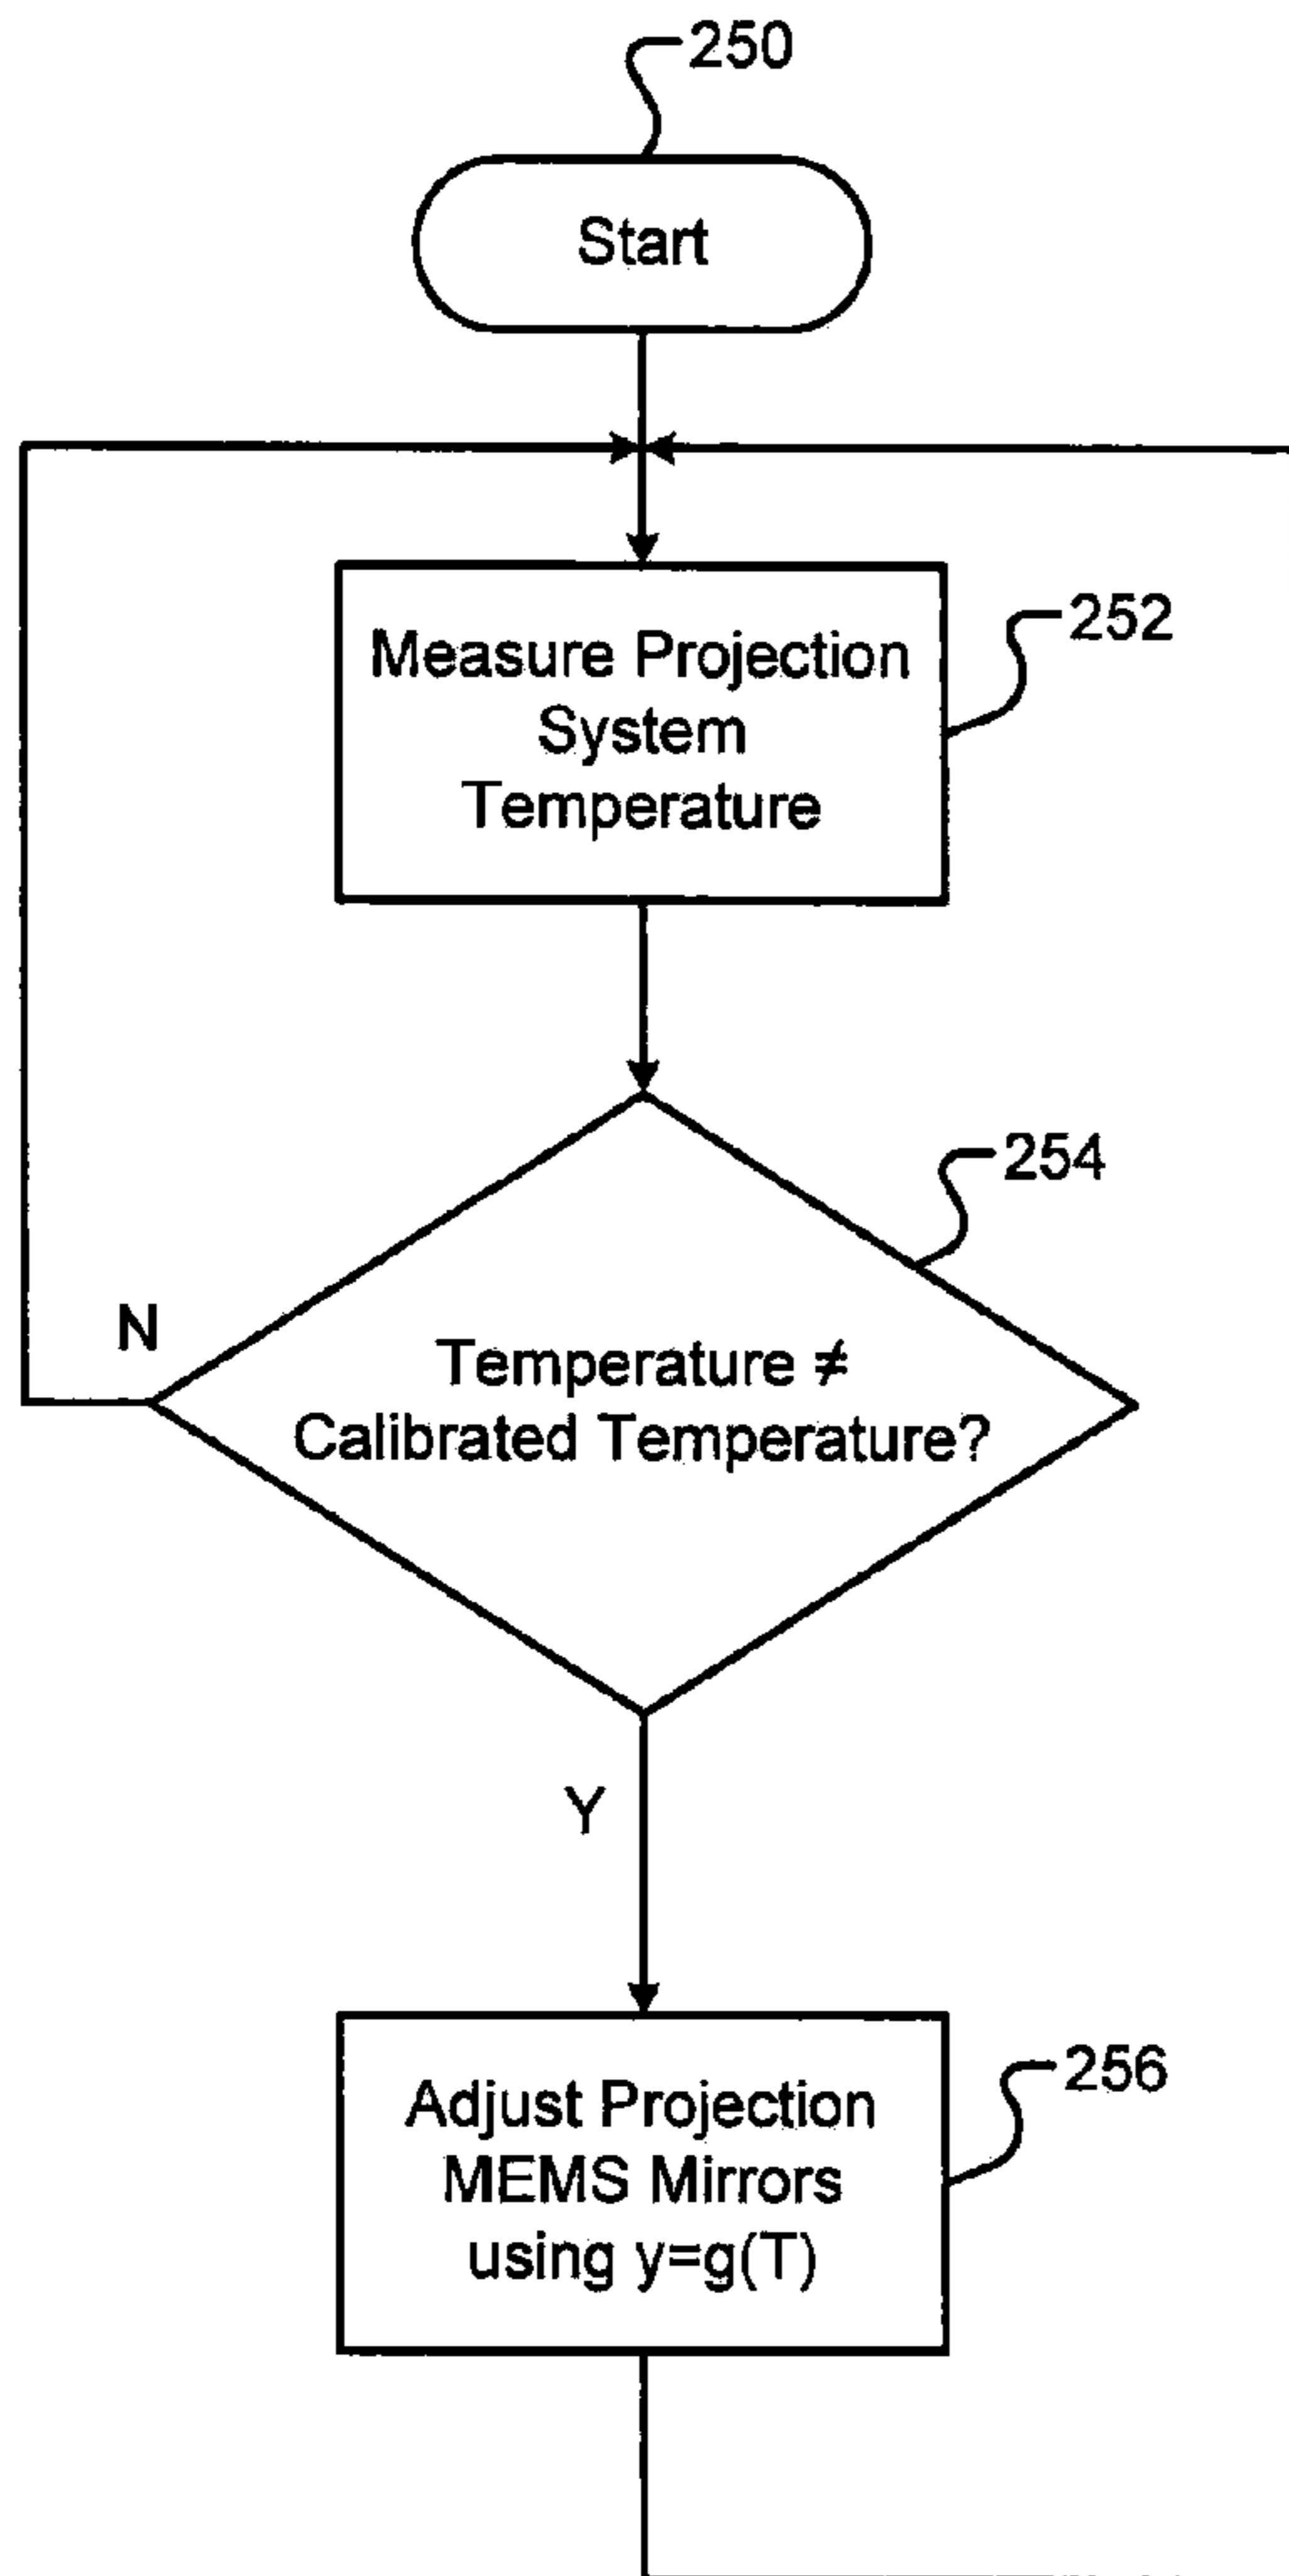 250
Start
Measure Projection
System
Temperature
252
254
N
Temperature ≠
Calibrated Temperature?
Y
Adjust Projection
MEMS Mirrors
using y=g(T)
256